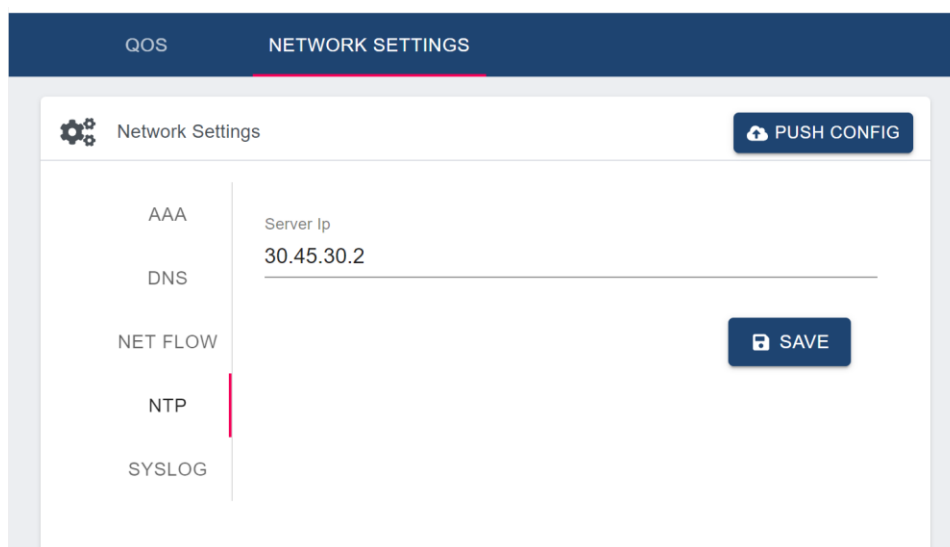 QOS
NETWORK SETTINGS
Network Settings
PUSH CONFIG
AAA
DNS
NET FLOW
NTP
SYSLOG
Server Ip
30.45.30.2
SAVE